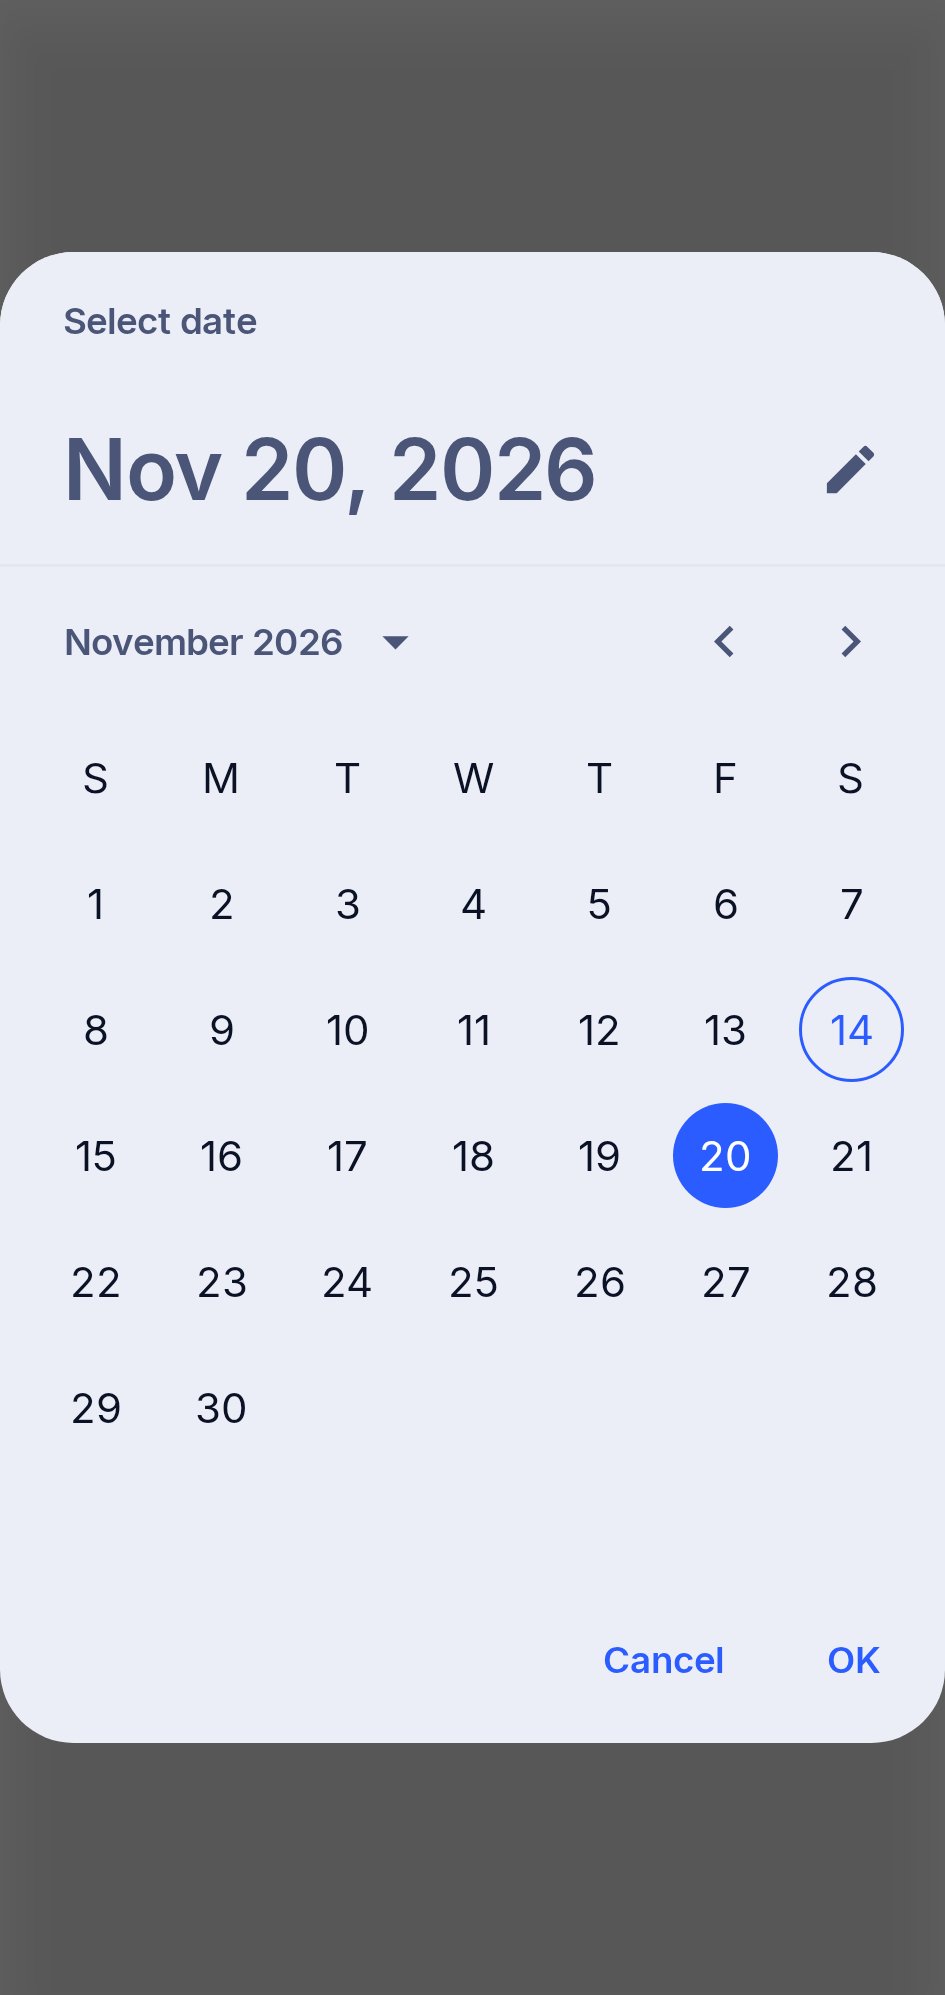 Select date
Nov 20, 2026
November 2026
S M T W T F S
1 2 3 4 5 6 7
8 9 10 11 12 13 14
15 16 17 18 19 20 21
22 23 24 25 26 27 28
29 30
Cancel OK